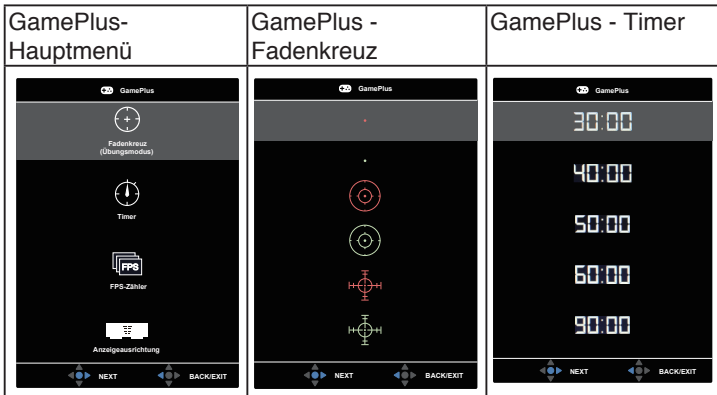 GamePlus-
Hauptmenü
GamePlus -
Fadenkreuz
GamePlus - Timer
GamePlus
Fadenkreuz
(Übungsmodus)
Timer
FPS
FPS-Zähler
Anzeigeausrichtung
NEXT BACK/EXIT
GamePlus
NEXT BACK/EXIT
GamePlus
30:00
40:00
50:00
60:00
90:00
NEXT BACK/EXIT